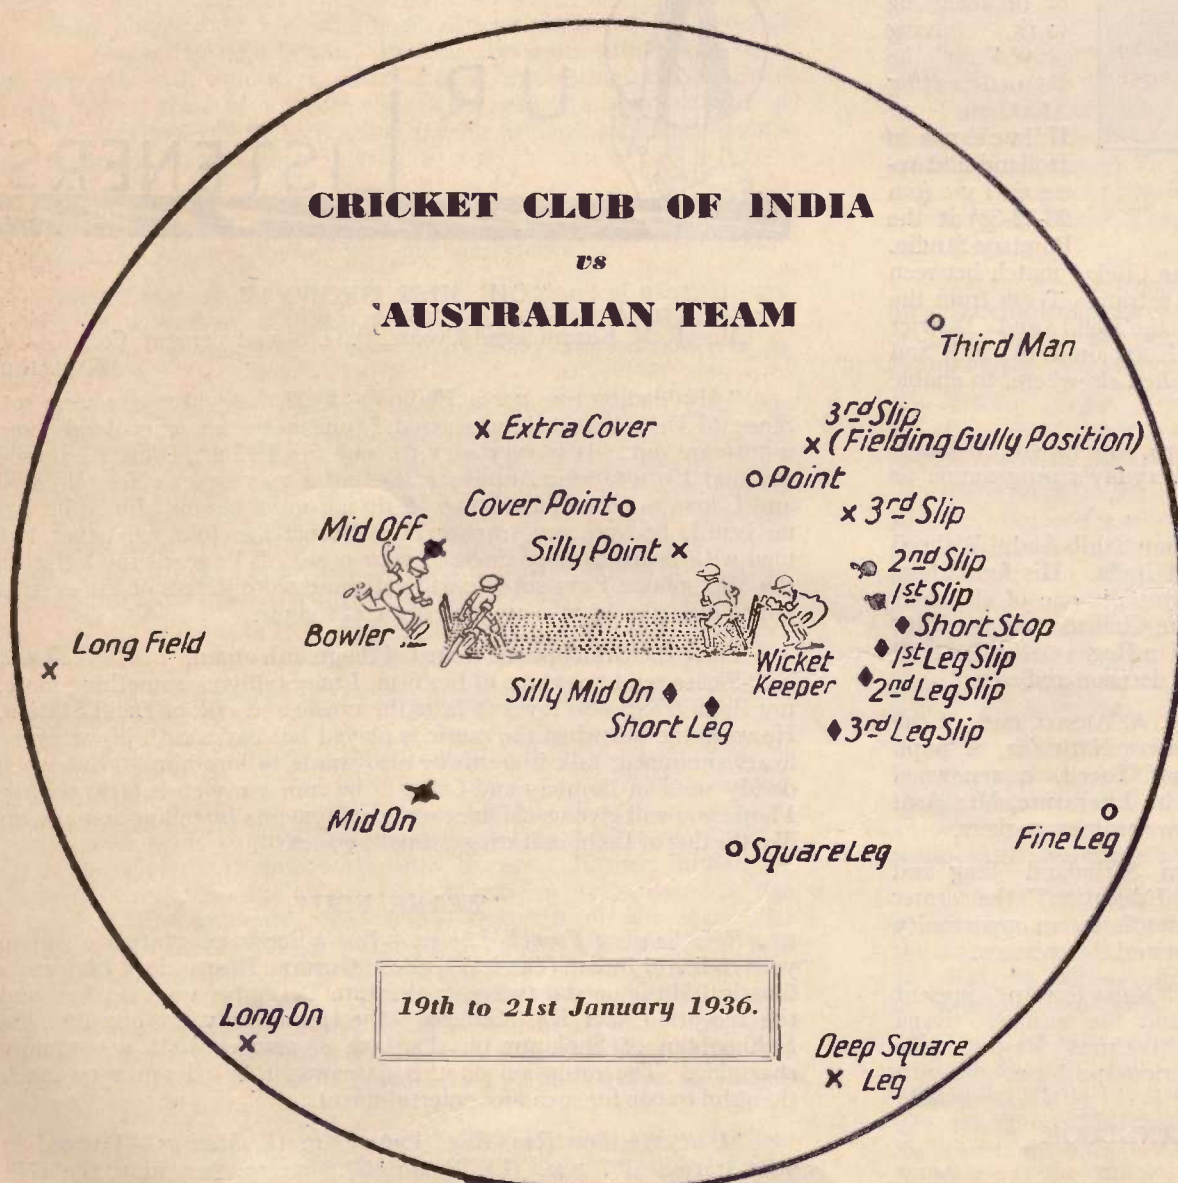 CRICKET CLUB OF INDIA
vs
AUSTRALIAN TEAM
Third Man
3rd Slip
(Fielding Gully Position)
Extra Cover
Point
Cover Point
3rd Slip
Mid Off
Silly Point
2nd Slip
1st Slip
Short Stop
Bowler
Long Field
Wicket
Keeper
1st Leg Slip
2nd Leg Slip
Silly Mid On
Short Leg
3rd Leg Slip
Mid On
Fine Leg
Square Leg
19th to 21st January 1936.
Long On
Deep Square
Leg